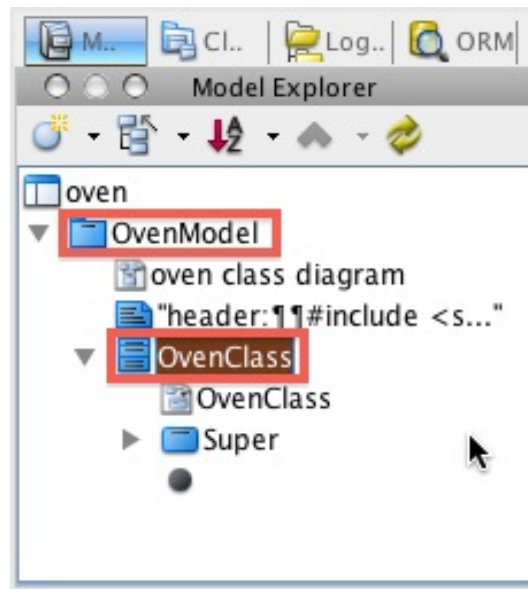 M.. Cl.. Log.. ORM
Model Explorer
oven
OvenModel
oven class diagram
"header:¶¶#include <s..."
OvenClass
OvenClass
Super